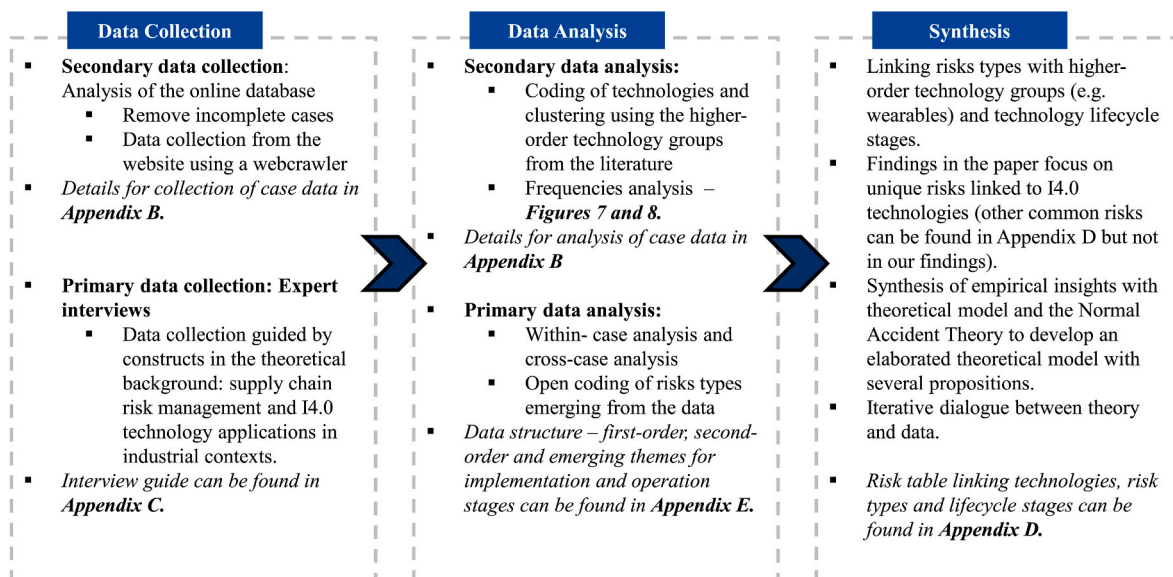 Data Collection
▪ Secondary data collection:
Analysis of the online database
▪ Remove incomplete cases
▪ Data collection from the
website using a webcrawler
▪ Details for collection of case data in
Appendix B.
▪ Primary data collection: Expert
interviews
▪ Data collection guided by
constructs in the theoretical
background: supply chain
risk management and I4.0
technology applications in
industrial contexts.
▪ Interview guide can be found in
Appendix C.
Data Analysis
▪ Secondary data analysis:
▪ Coding of technologies and
clustering using the higher-
order technology groups
from the literature
▪ Frequencies analysis –
Figures 7 and 8.
▪ Details for analysis of case data in
Appendix B
▪ Primary data analysis:
▪ Within- case analysis and
cross-case analysis
▪ Open coding of risks types
emerging from the data
▪ Data structure – first-order, second-
order and emerging themes for
implementation and operation
stages can be found in Appendix E.
Synthesis
▪ Linking risks types with higher-
order technology groups (e.g.
wearables) and technology lifecycle
stages.
▪ Findings in the paper focus on
unique risks linked to I4.0
technologies (other common risks
can be found in Appendix D but not
in our findings).
▪ Synthesis of empirical insights with
theoretical model and the Normal
Accident Theory to develop an
elaborated theoretical model with
several propositions.
▪ Iterative dialogue between theory
and data.
▪ Risk table linking technologies, risk
types and lifecycle stages can be
found in Appendix D.